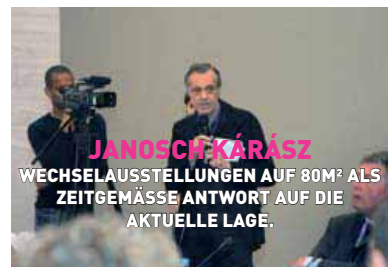 JANOSCH KÁRÁSZ
WECHSELAUSSTELLUNGEN AUF 80M² ALS
ZEITGEMÄSSE ANTWORT AUF DIE
AKTUELLE LAGE.